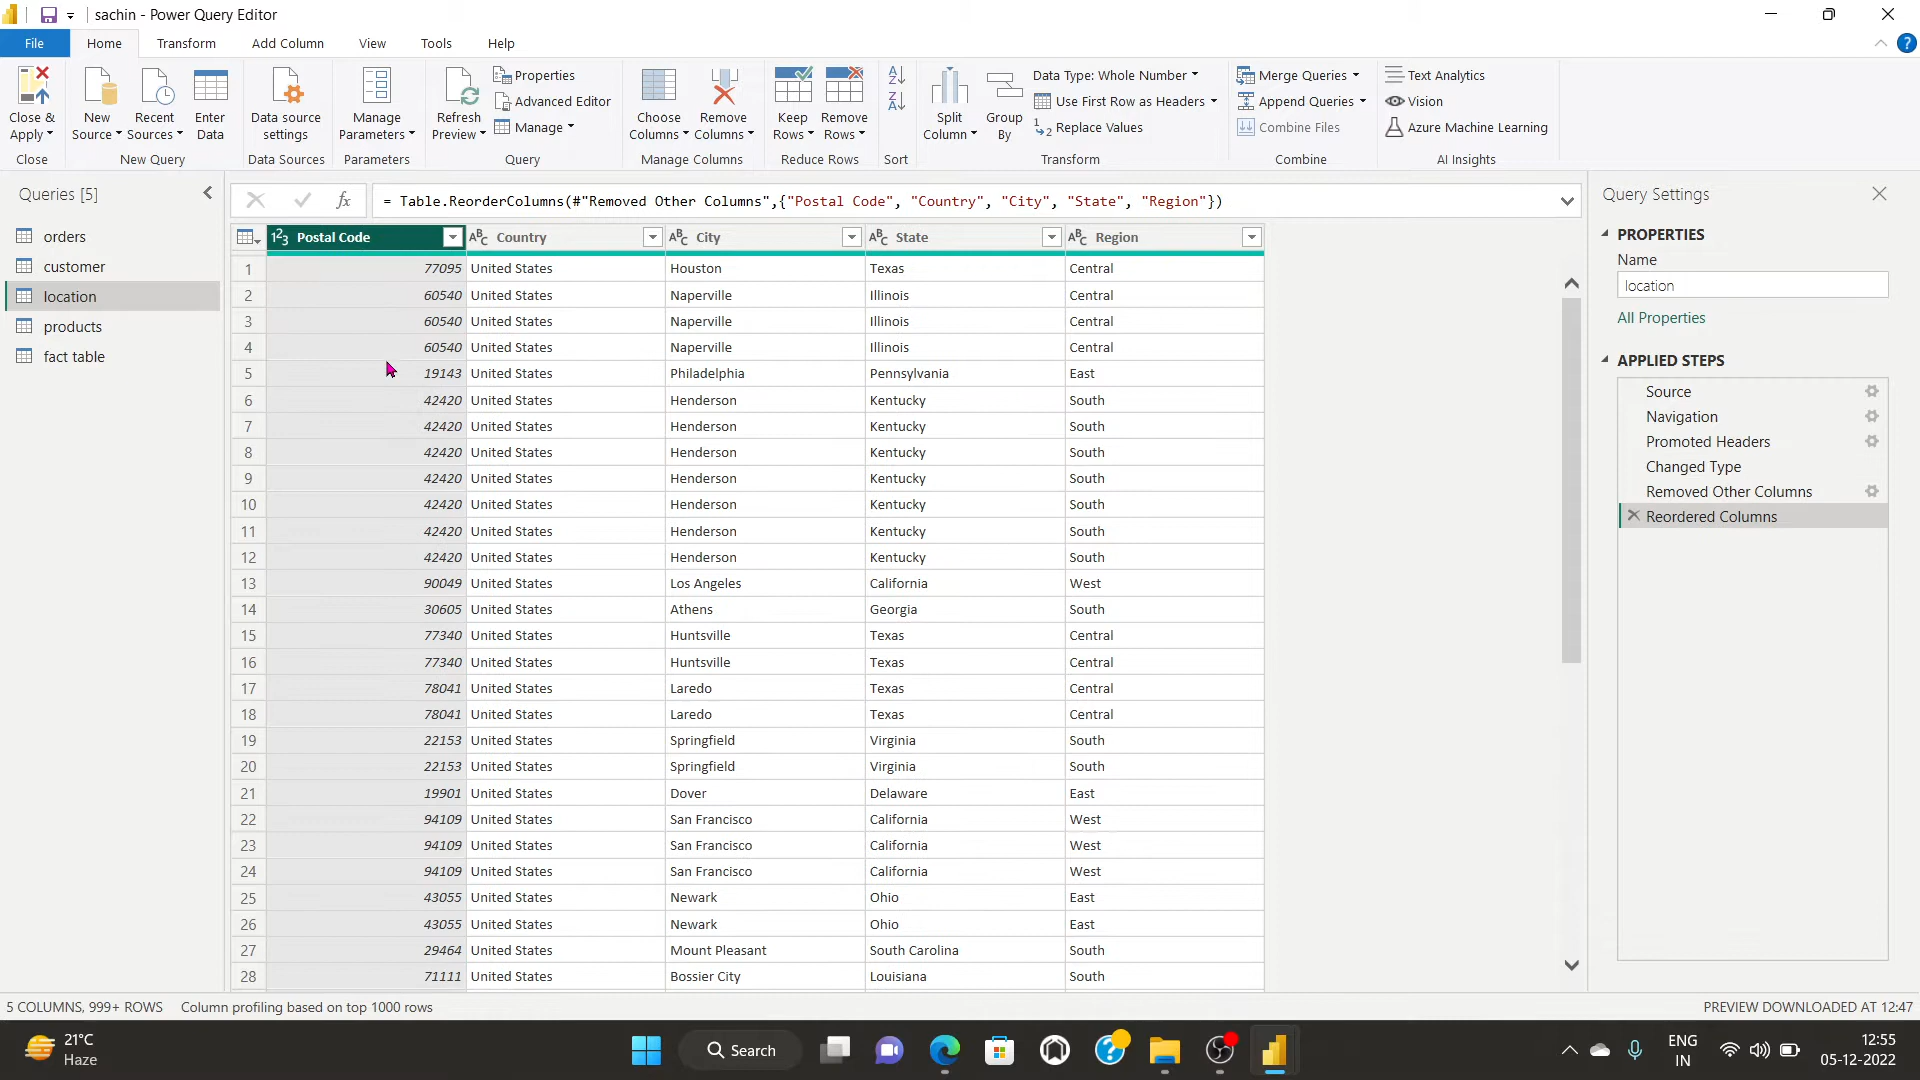 sachin - Power Query Editor
File Home Transform Add Column View Tools Help
Close & Apply
New Source
Recent Sources
Enter Data
Data source settings
Manage Parameters
Refresh Preview
Properties
Advanced Editor
Manage
Choose Columns
Remove Columns
Keep Rows
Remove Rows
Split Column
Group By
Data Type: Whole Number
Use First Row as Headers
Replace Values
Merge Queries
Append Queries
Combine Files
Text Analytics
Vision
Azure Machine Learning
Close New Query Data Sources Parameters Query Manage Columns Reduce Rows Sort Transform Combine AI Insights
Queries [5]
orders
customer
location
products
fact table
fx = Table.ReorderColumns(#"Removed Other Columns",{"Postal Code", "Country", "City", "State", "Region"})
Postal Code Country City State Region
1 77095 United States Houston Texas Central
2 60540 United States Naperville Illinois Central
3 60540 United States Naperville Illinois Central
4 60540 United States Naperville Illinois Central
5 19143 United States Philadelphia Pennsylvania East
6 42420 United States Henderson Kentucky South
7 42420 United States Henderson Kentucky South
8 42420 United States Henderson Kentucky South
9 42420 United States Henderson Kentucky South
10 42420 United States Henderson Kentucky South
11 42420 United States Henderson Kentucky South
12 42420 United States Henderson Kentucky South
13 90049 United States Los Angeles California West
14 30605 United States Athens Georgia South
15 77340 United States Huntsville Texas Central
16 77340 United States Huntsville Texas Central
17 78041 United States Laredo Texas Central
18 78041 United States Laredo Texas Central
19 22153 United States Springfield Virginia South
20 22153 United States Springfield Virginia South
21 19901 United States Dover Delaware East
22 94109 United States San Francisco California West
23 94109 United States San Francisco California West
24 94109 United States San Francisco California West
25 43055 United States Newark Ohio East
26 43055 United States Newark Ohio East
27 29464 United States Mount Pleasant South Carolina South
28 71111 United States Bossier City Louisiana South
Query Settings
PROPERTIES
Name
location
All Properties
APPLIED STEPS
Source
Navigation
Promoted Headers
Changed Type
Removed Other Columns
Reordered Columns
5 COLUMNS, 999+ ROWS Column profiling based on top 1000 rows PREVIEW DOWNLOADED AT 12:47
21°C
Haze
Search
ENG
IN
12:55
05-12-2022